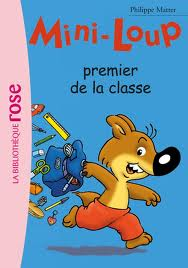 Philippe Matter
Mini-Loup
premier
de la classe
LA BIBLIOTHÈQUE
rose